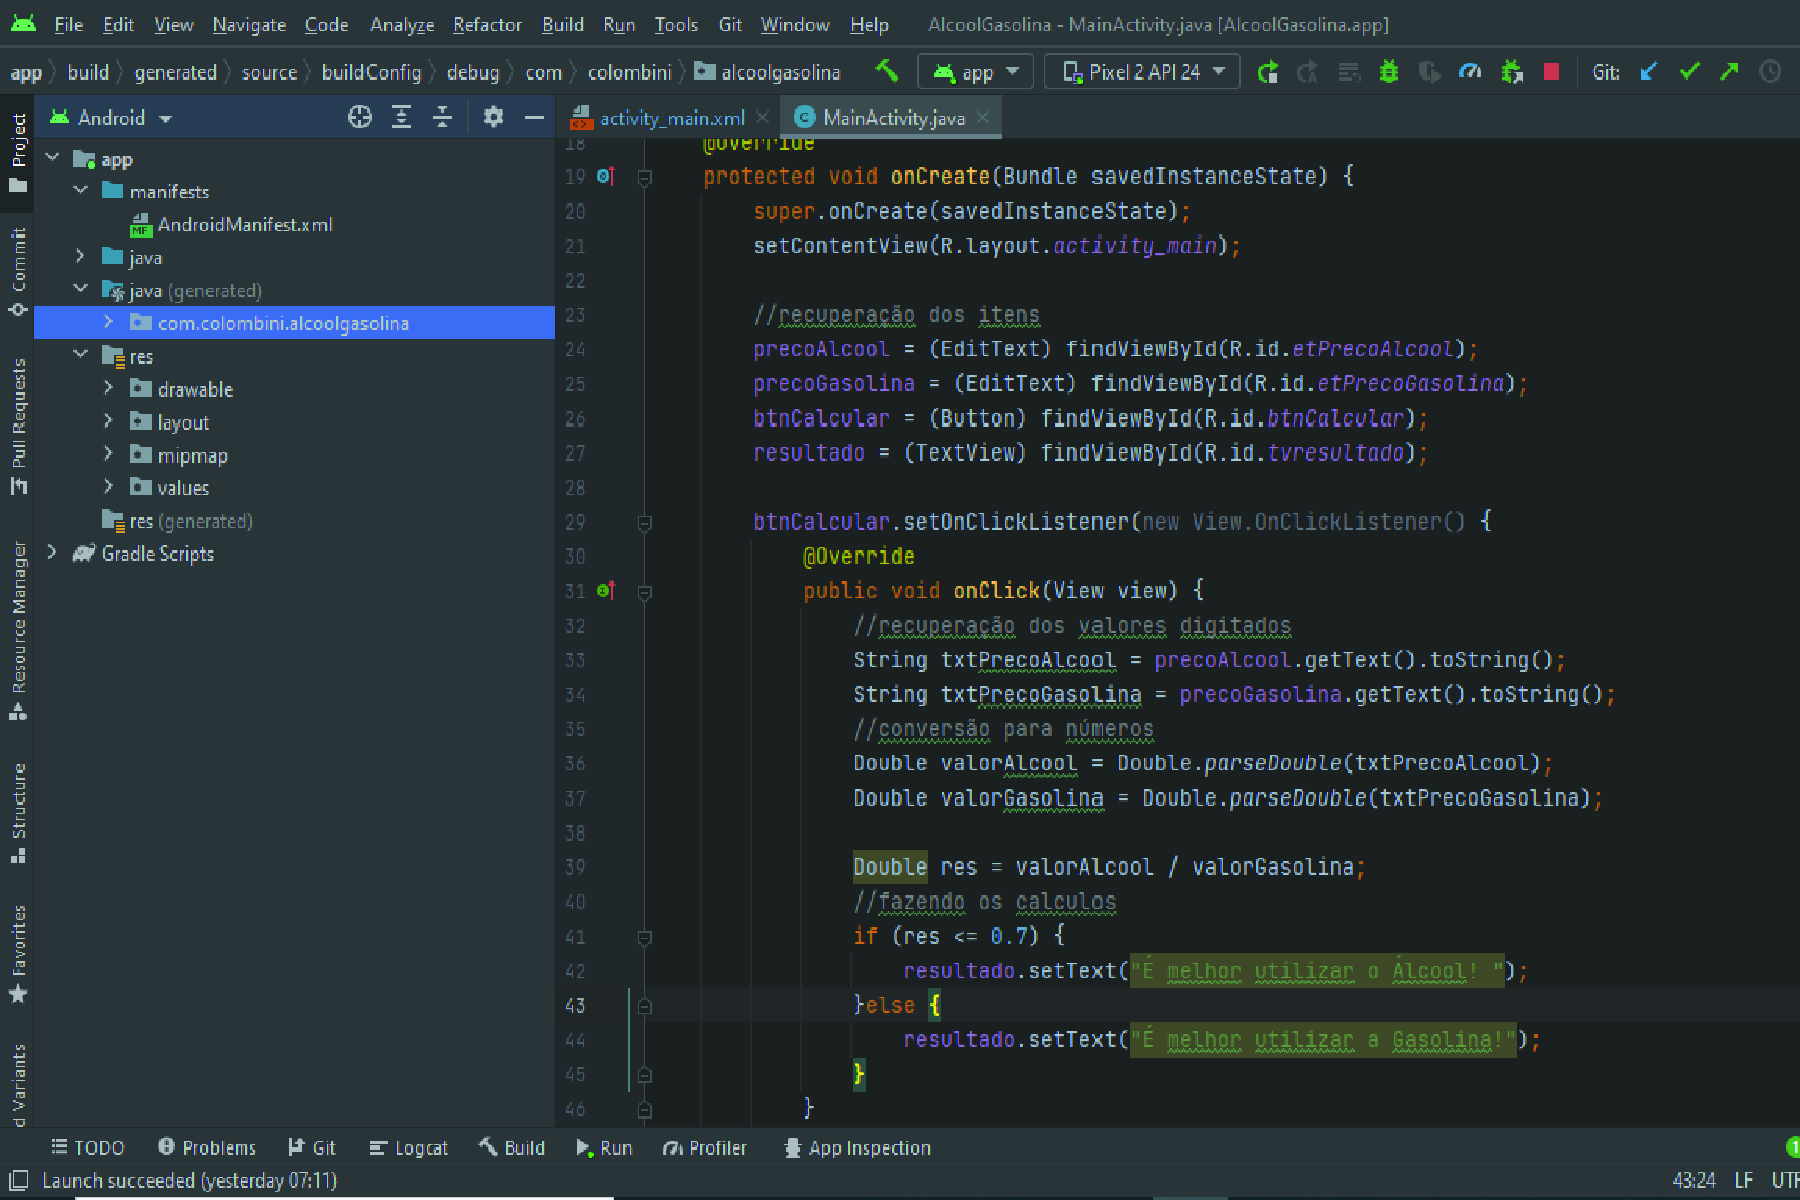 File Edit View Navigate Code Analyze Refactor Build Run Tools Git Window Help AlcoolGasolina - MainActivity.java [AlcoolGasolina.app]
app build generated source buildConfig debug com colombini alcoolgasolina app Pixel 2 API 24 Git:
Android
activity_main.xml MainActivity.java
Project
Commit
Pull Requests
Resource Manager
Structure
Favorites
d Variants
app
manifests
MF AndroidManifest.xml
java
java (generated)
com.colombini.alcoolgasolina
res
drawable
layout
mipmap
values
res (generated)
Gradle Scripts
18 @Override
19 protected void onCreate(Bundle savedInstanceState) {
20 super.onCreate(savedInstanceState);
21 setContentView(R.layout.activity_main);
22
23 //recuperação dos itens
24 precoAlcool = (EditText) findViewById(R.id.etPrecoAlcool);
25 precoGasolina = (EditText) findViewById(R.id.etPrecoGasolina);
26 btnCalcular = (Button) findViewById(R.id.btnCalcular);
27 resultado = (TextView) findViewById(R.id.tvresultado);
28
29 btnCalcular.setOnClickListener(new View.OnClickListener() {
30 @Override
31 public void onClick(View view) {
32 //recuperação dos valores digitados
33 String txtPrecoAlcool = precoAlcool.getText().toString();
34 String txtPrecoGasolina = precoGasolina.getText().toString();
35 //conversão para números
36 Double valorAlcool = Double.parseDouble(txtPrecoAlcool);
37 Double valorGasolina = Double.parseDouble(txtPrecoGasolina);
38
39 Double res = valorAlcool / valorGasolina;
40 //fazendo os calculos
41 if (res <= 0.7) {
42 resultado.setText("É melhor utilizar o Álcool! ");
43 }else {
44 resultado.setText("É melhor utilizar a Gasolina!");
45 }
46 }
TODO Problems Git Logcat Build Run Profiler App Inspection 1
Launch succeeded (yesterday 07:11) 43:24 LF UTF